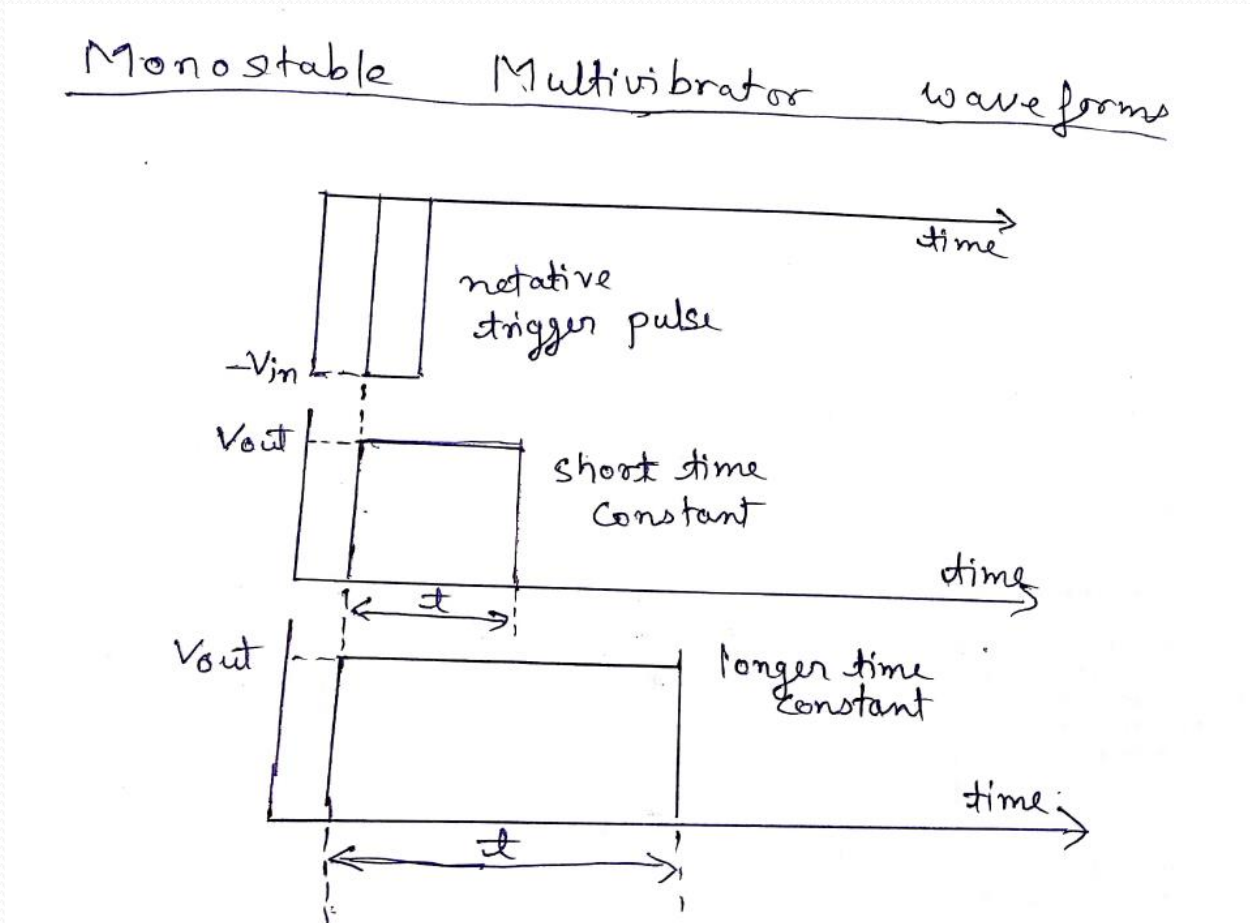 Monostable Multivibrator waveforms
time
netative
trigger pulse
-Vin
Vout
short time
constant
time
t
Vout
longer time
constant
time
t